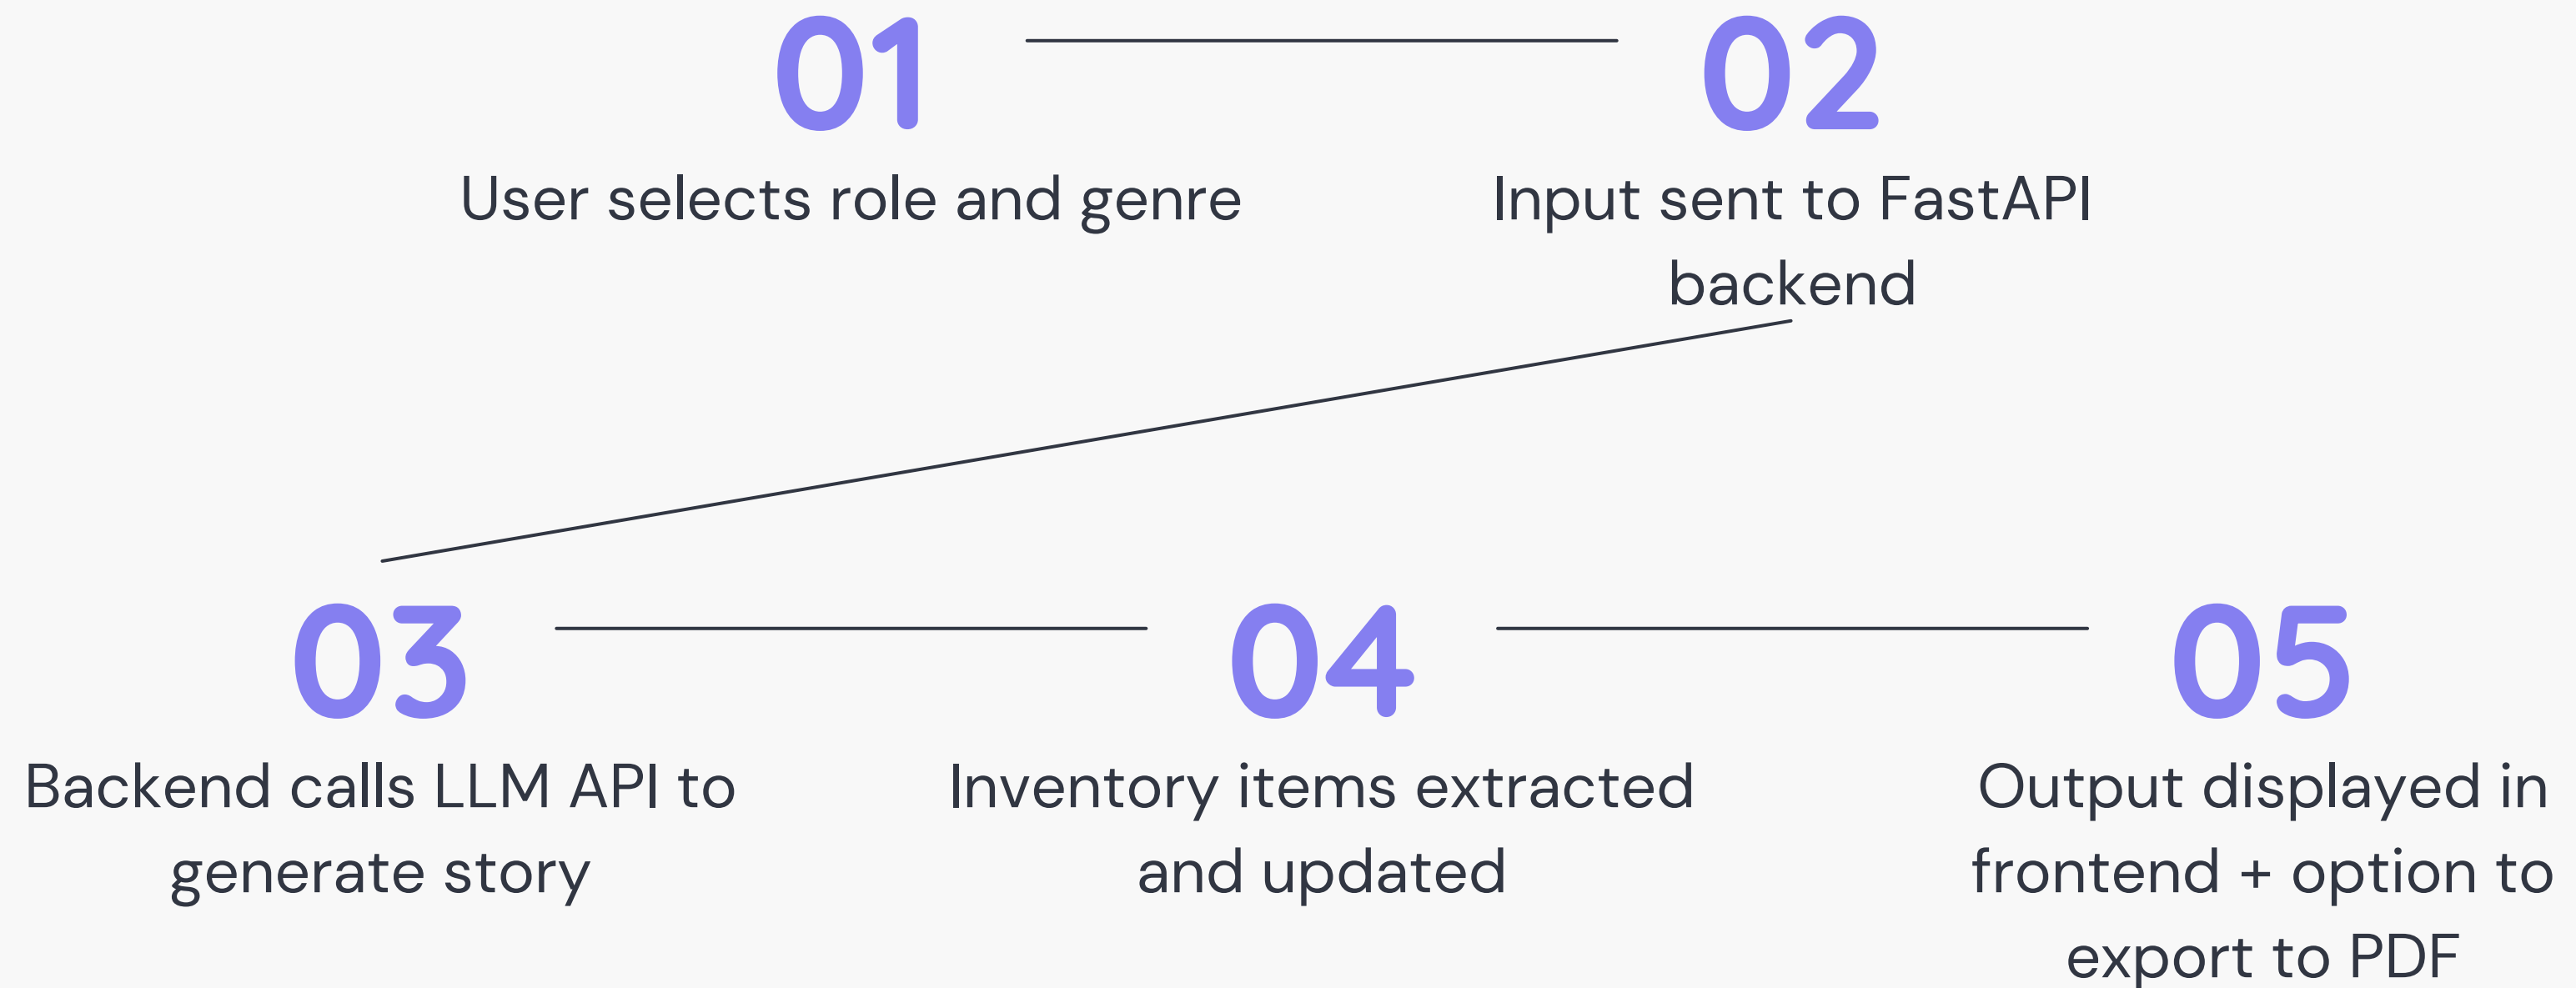 01
User selects role and genre
02
Input sent to FastAPI
backend
03
Backend calls LLM API to
generate story
04
Inventory items extracted
and updated
05
Output displayed in
frontend + option to
export to PDF